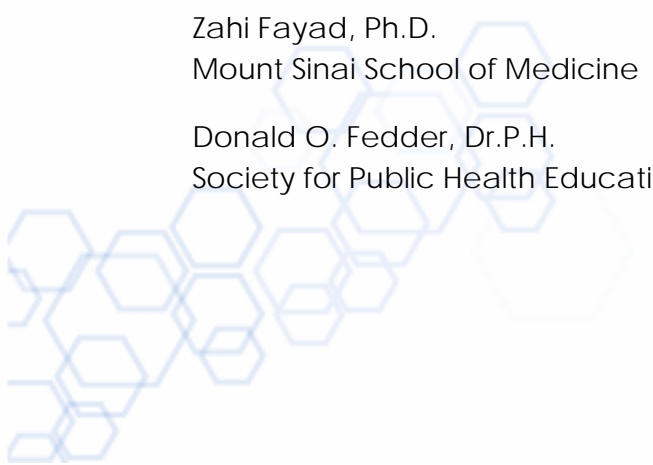 Zahi Fayad, Ph.D.
Mount Sinai School of Medicine
Donald O. Fedder, Dr.P.H.
Society for Public Health Educati